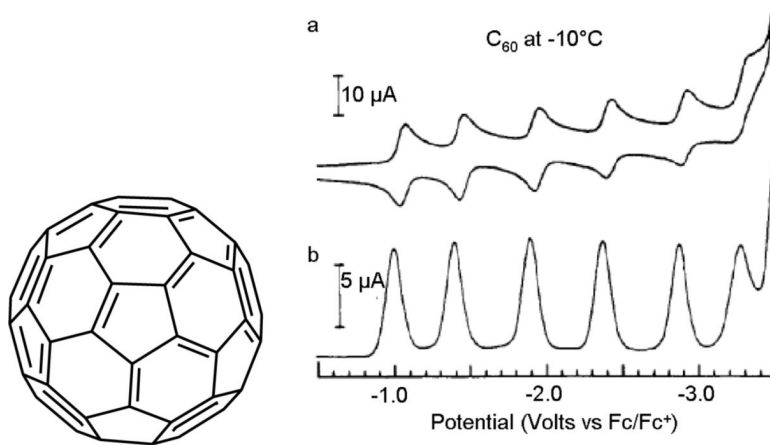 a
C₆₀ at -10°C
10 µA
b
5 µA
-1.0 -2.0 -3.0
Potential (Volts vs Fc/Fc⁺)